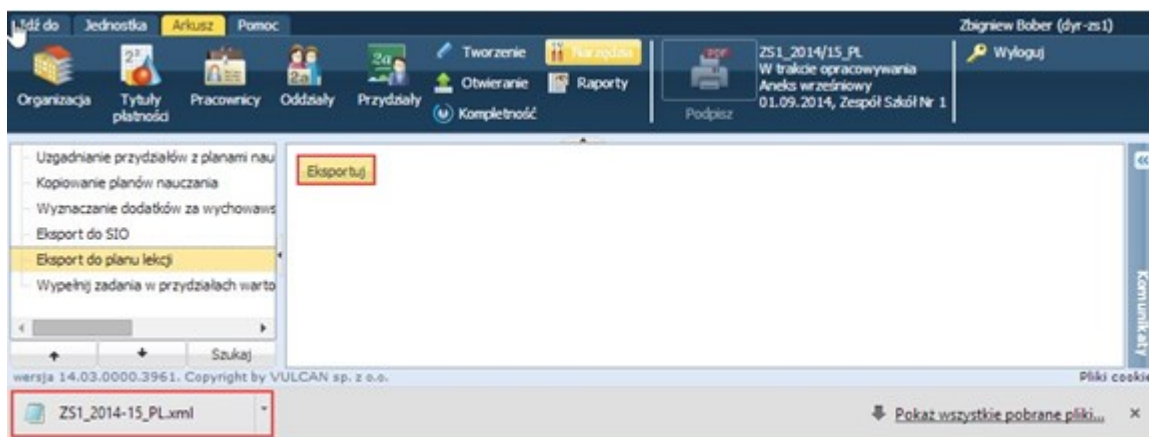 Idź do Jednostka Arkusz Pomoc Zbigniew Bober (dyr-zs1)
Organizacja
Tytuły płatności
Pracownicy
Oddziały
Przydziały
Tworzenie
Otwieranie
Kompletność
Narzędzia
Raporty
PDF
Podpisz
ZS1_2014/15_PL
W trakcie opracowywania
Aneks wrześniowy
01.09.2014, Zespół Szkół Nr 1
Wyloguj
Uzgadnianie przydziałów z planami nau
Kopiowanie planów nauczania
Wyznaczanie dodatków za wychowaws
Eksport do SIO
Eksport do planu lekcji
Wypełnij zadania w przydziałach warto
Szukaj
Eksportuj
Komunikaty
wersja 14.03.0000.3961. Copyright by VULCAN sp. z o.o. Pliki cookie
ZS1_2014-15_PL.xml Pokaż wszystkie pobrane pliki...